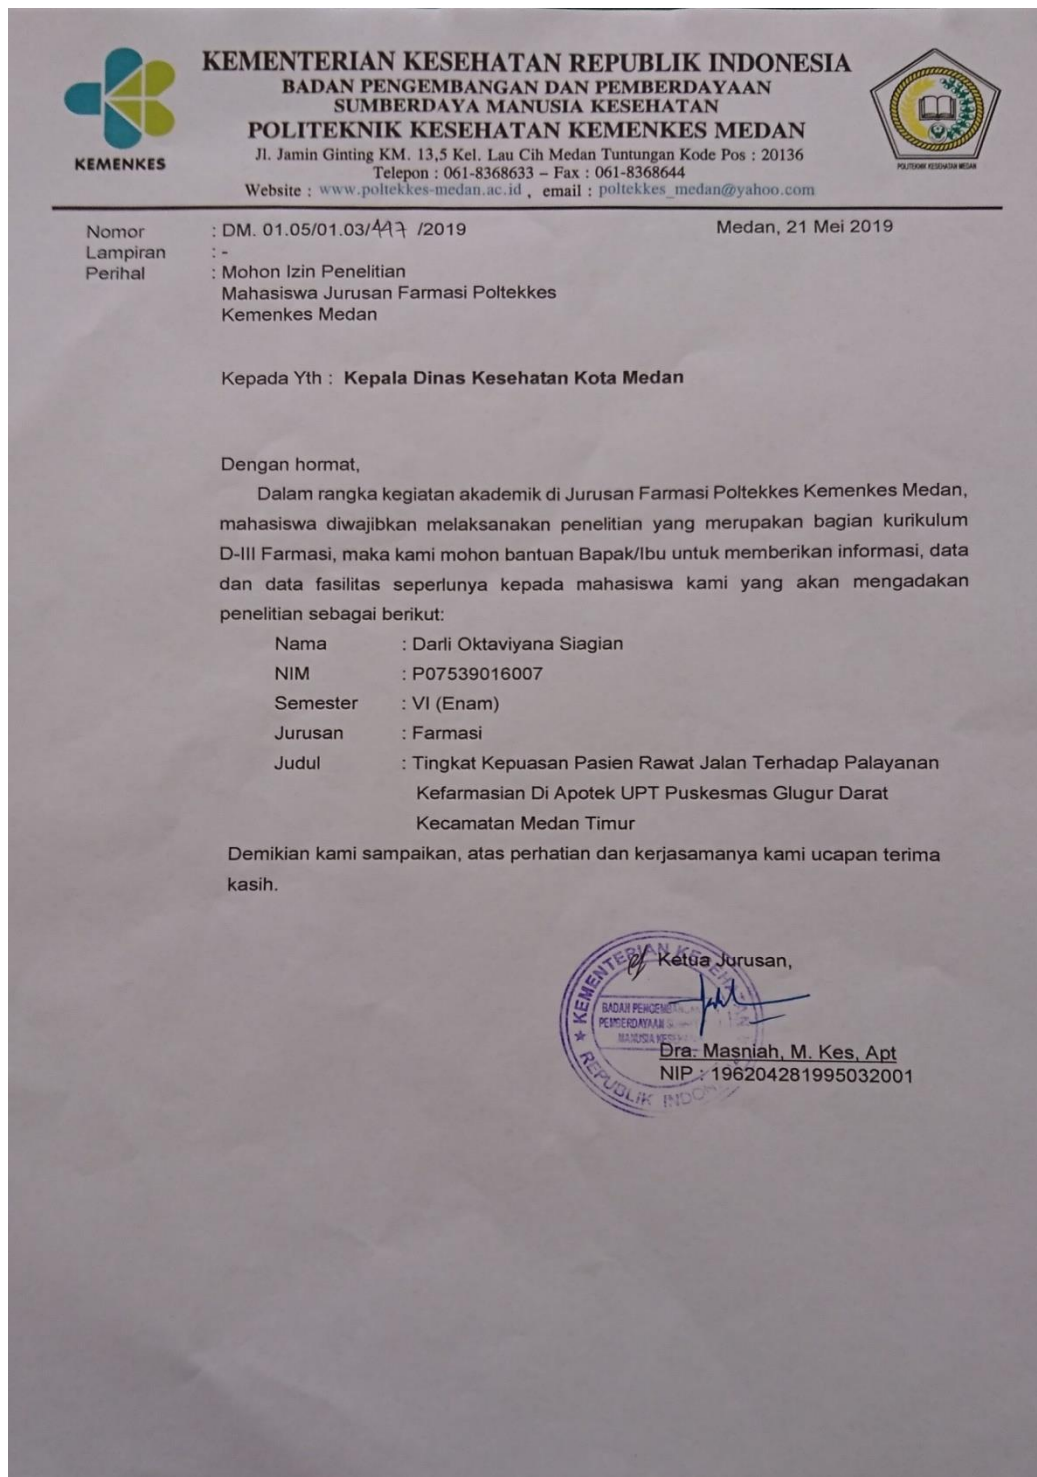 KEMENKES
KEMENTERIAN KESEHATAN REPUBLIK INDONESIA
BADAN PENGEMBANGAN DAN PEMBERDAYAAN
SUMBERDAYA MANUSIA KESEHATAN
POLITEKNIK KESEHATAN KEMENKES MEDAN
Jl. Jamin Ginting KM. 13,5 Kel. Lau Cih Medan Tuntungan Kode Pos : 20136
Telepon : 061-8368633 – Fax : 061-8368644
Website : www.poltekkes-medan.ac.id , email : poltekkes_medan@yahoo.com
POLITEKNIK KESEHATAN MEDAN
Nomor : DM. 01.05/01.03/447 /2019 Medan, 21 Mei 2019
Lampiran : -
Perihal : Mohon Izin Penelitian
Mahasiswa Jurusan Farmasi Poltekkes
Kemenkes Medan
Kepada Yth : Kepala Dinas Kesehatan Kota Medan
Dengan hormat,
Dalam rangka kegiatan akademik di Jurusan Farmasi Poltekkes Kemenkes Medan,
mahasiswa diwajibkan melaksanakan penelitian yang merupakan bagian kurikulum
D-III Farmasi, maka kami mohon bantuan Bapak/Ibu untuk memberikan informasi, data
dan data fasilitas seperlunya kepada mahasiswa kami yang akan mengadakan
penelitian sebagai berikut:
Nama : Darli Oktaviyana Siagian
NIM : P07539016007
Semester : VI (Enam)
Jurusan : Farmasi
Judul : Tingkat Kepuasan Pasien Rawat Jalan Terhadap Palayanan
Kefarmasian Di Apotek UPT Puskesmas Glugur Darat
Kecamatan Medan Timur
Demikian kami sampaikan, atas perhatian dan kerjasamanya kami ucapan terima
kasih.
Ketua Jurusan,
KEMENTERIAN
BADAN
REPUBLIK
Dra. Masniah, M. Kes, Apt
NIP : 196204281995032001